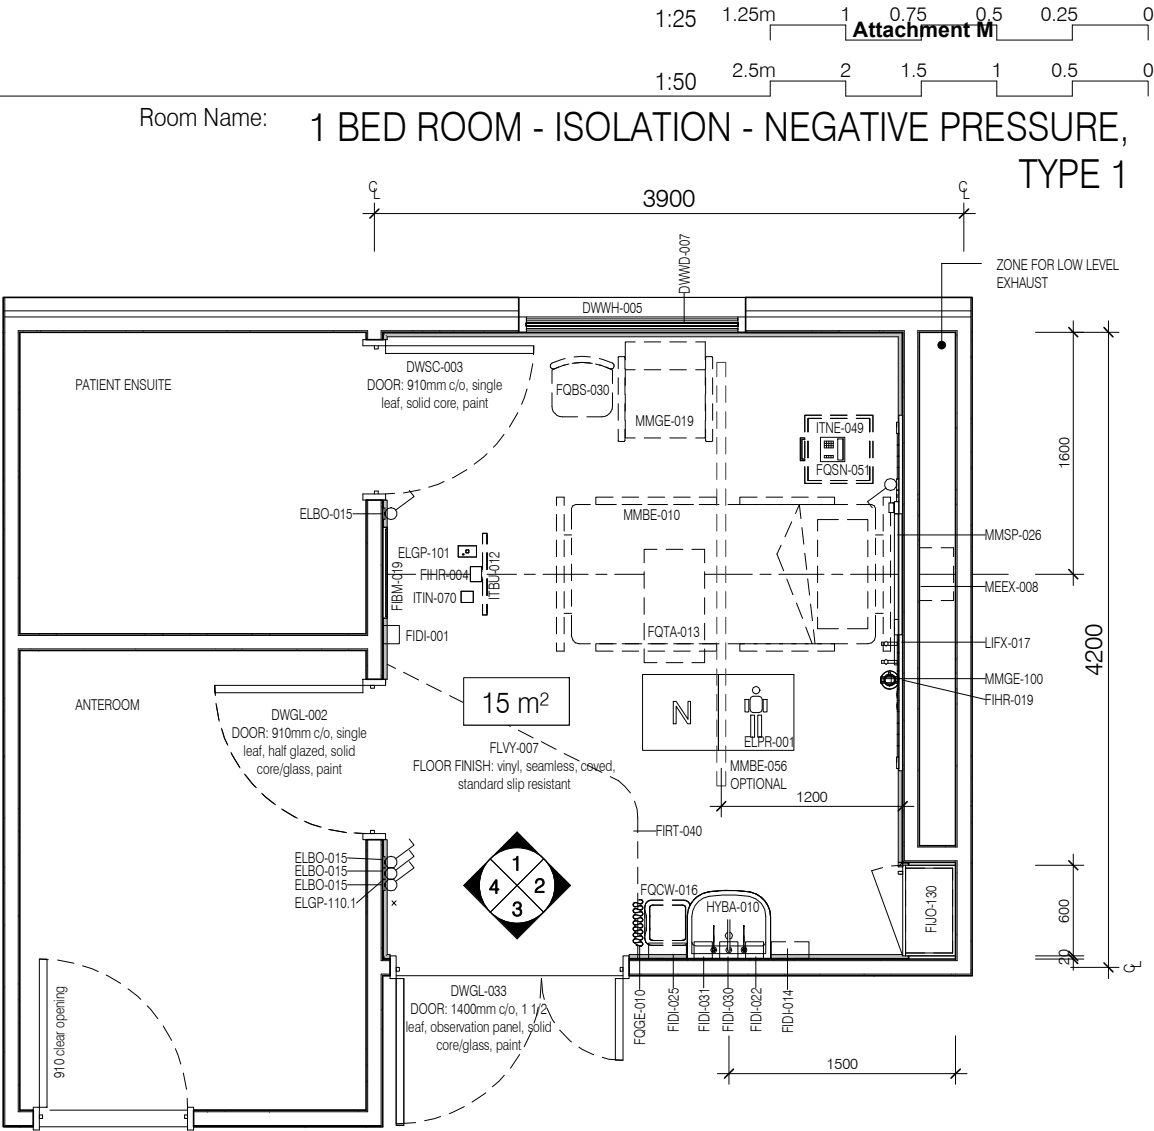 1:25 1.25m 1 0.75 0.5 0.25 0
Attachment M
1:50 2.5m 2 1.5 1 0.5 0
Room Name: 1 BED ROOM - ISOLATION - NEGATIVE PRESSURE,
TYPE 1
℄ 3900 ℄
DWWD-007
ZONE FOR LOW LEVEL
EXHAUST
DWWH-005
PATIENT ENSUITE
DWSC-003
DOOR: 910mm c/o, single
leaf, solid core, paint
FQBS-030
MMGE-019
ITNE-049
FQSN-051
1600
ELBO-015
MMBE-010
MMSP-026
ELGP-101
FIHR-004
ITIN-070
FIBM-019
ITBU-012
MEEX-008
FIDI-001
FQTA-013
LIFX-017
4200
MMGE-100
FIHR-019
ANTEROOM
15 m²
N
ELPR-001
DWGL-002
DOOR: 910mm c/o, single
leaf, half glazed, solid
core/glass, paint
FLVY-007
FLOOR FINISH: vinyl, seamless, coved,
standard slip resistant
MMBE-056
OPTIONAL
1200
FIRT-040
ELBO-015
ELBO-015
ELBO-015
ELGP-110.1
1
4 2
3
FQCW-016
HYBA-010
FIJO-130
600
20
℄
910 clear opening
DWGL-033
DOOR: 1400mm c/o, 1 1/2
leaf, observation panel, solid
core/glass, paint
FQGE-010
FIDI-025
FIDI-031
FIDI-030
FIDI-022
FIDI-014
1500